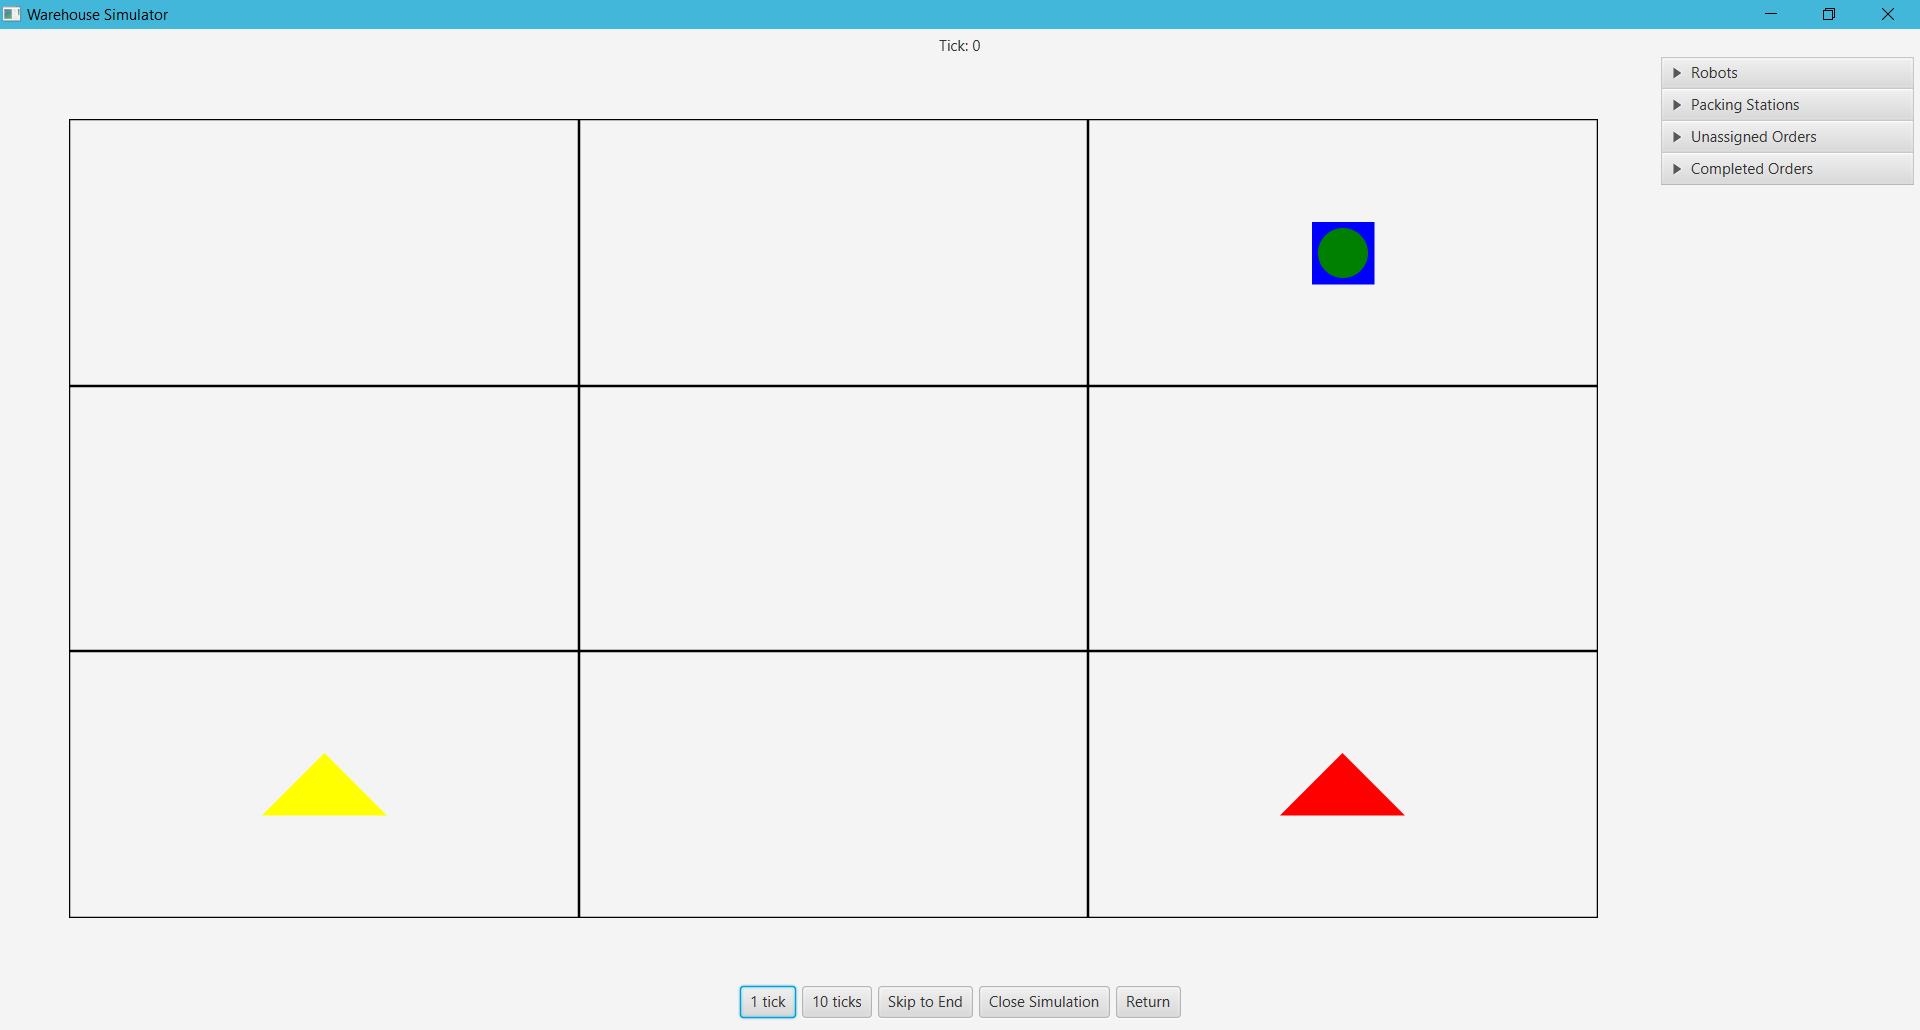 Warehouse Simulator
Tick: 0
Robots
Packing Stations
Unassigned Orders
Completed Orders
1 tick
10 ticks
Skip to End
Close Simulation
Return